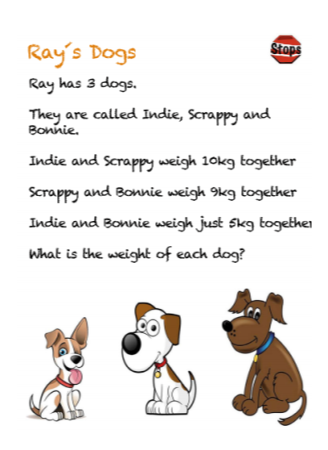 Ray´s Dogs
Stops
Ray has 3 dogs.
They are called Indie, Scrappy and
Bonnie.
Indie and Scrappy weigh 10kg together
Scrappy and Bonnie weigh 9kg together
Indie and Bonnie weigh just 5kg together
What is the weight of each dog?